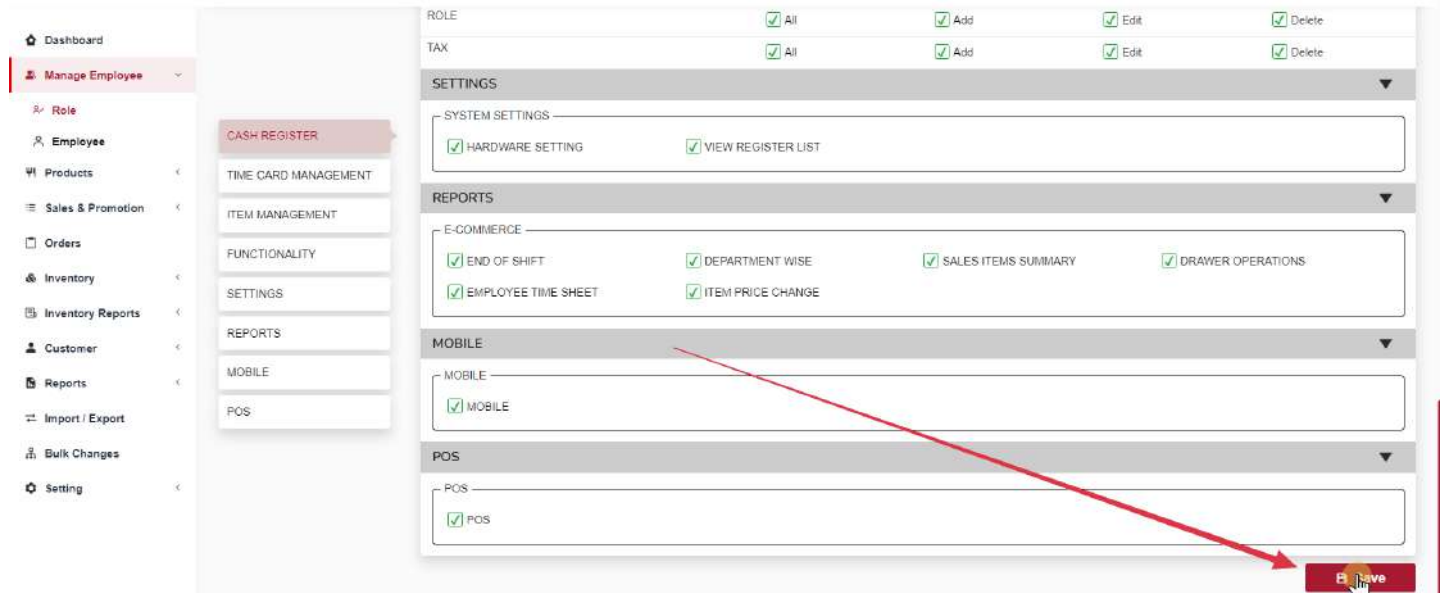 Dashboard
Manage Employee
Role
Employee
Products
Sales & Promotion
Orders
Inventory
Inventory Reports
Customer
Reports
Import / Export
Bulk Changes
Setting
CASH REGISTER
TIME CARD MANAGEMENT
ITEM MANAGEMENT
FUNCTIONALITY
SETTINGS
REPORTS
MOBILE
POS
ROLE All Add Edit Delete
TAX All Add Edit Delete
SETTINGS
SYSTEM SETTINGS
HARDWARE SETTING VIEW REGISTER LIST
REPORTS
E-COMMERCE
END OF SHIFT DEPARTMENT WISE SALES ITEMS SUMMARY DRAWER OPERATIONS
EMPLOYEE TIME SHEET ITEM PRICE CHANGE
MOBILE
MOBILE
MOBILE
POS
POS
POS
Save